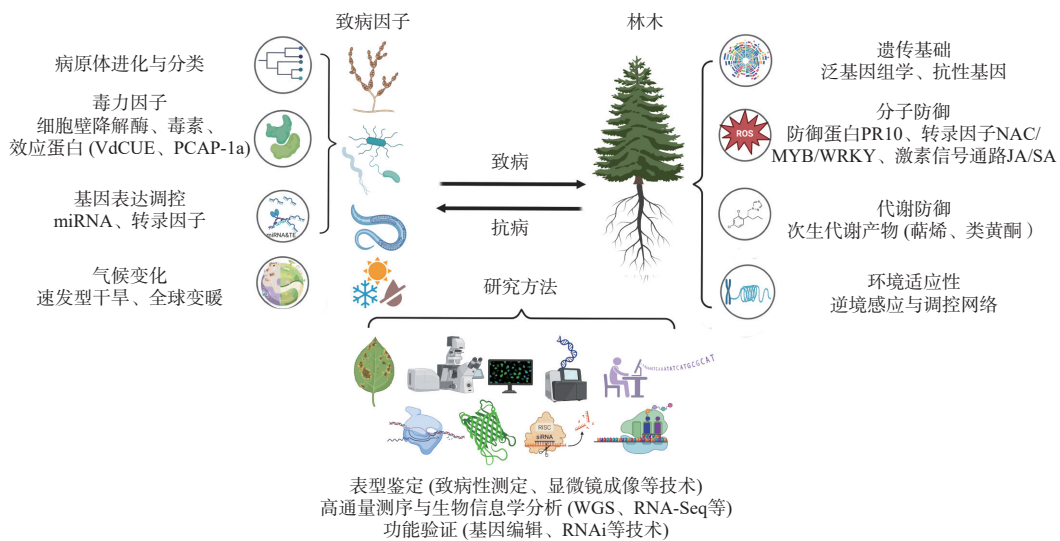 致病因子
林木
病原体进化与分类
毒力因子
细胞壁降解酶、毒素、
效应蛋白 (VdCUE、PCAP-1a)
基因表达调控
miRNA、转录因子
miRNA&TF
气候变化
速发型干旱、全球变暖
致病
抗病
遗传基础
泛基因组学、抗性基因
ROS
分子防御
防御蛋白PR10、转录因子NAC/
MYB/WRKY、激素信号通路JA/SA
代谢防御
次生代谢产物 (萜烯、类黄酮）
环境适应性
逆境感应与调控网络
研究方法
RISC
siRNA
表型鉴定 (致病性测定、显微镜成像等技术)
高通量测序与生物信息学分析 (WGS、RNA-Seq等)
功能验证 (基因编辑、RNAi等技术)